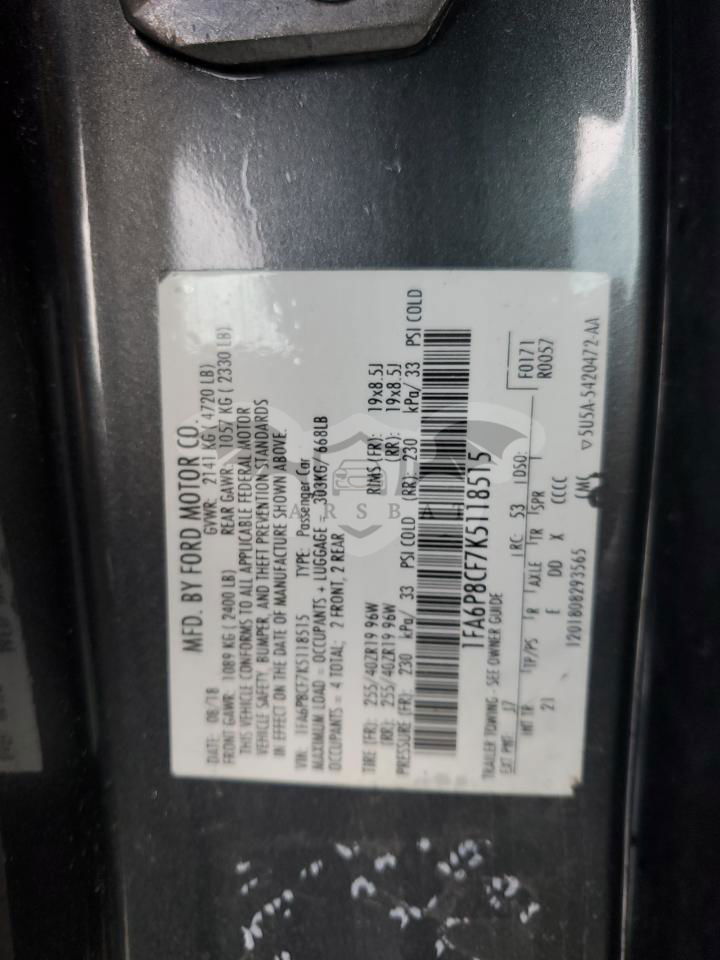 MFD. BY FORD MOTOR CO.
DATE: 08/18 GVWR: 2141 KG ( 4720 LB)
FRONT GAWR: 1089 KG ( 2400 LB) REAR GAWR: 1057 KG ( 2330 LB)
THIS VEHICLE CONFORMS TO ALL APPLICABLE FEDERAL MOTOR
VEHICLE SAFETY, BUMPER, AND THEFT PREVENTION STANDARDS
IN EFFECT ON THE DATE OF MANUFACTURE SHOWN ABOVE.
VIN: 1FA6P8CF7K5118515 TYPE: Passenger Car
MAXIMUM LOAD = OCCUPANTS + LUGGAGE = 303KG/ 668LB
OCCUPANTS = 4 TOTAL; 2 FRONT, 2 REAR
TIRE (FR): 255/40ZR19 96W RIMS (FR): 19x8.5J
(RR): 255/40ZR19 96W (RR): 19x8.5J
PRESSURE (FR): 230 kPa/ 33 PSI COLD (RR): 230 kPa/ 33 PSI COLD
1FA6P8CF7K5118515
TRAILER TOWING - SEE OWNER GUIDE
EXT PNT: J7 RC: 53 DSO: F0171
R0057
INT TR TP/PS R AXLE TR SPR
21 E DD X CCCC
1201808293565
▽5U5A-5420472-AA
ARSBA